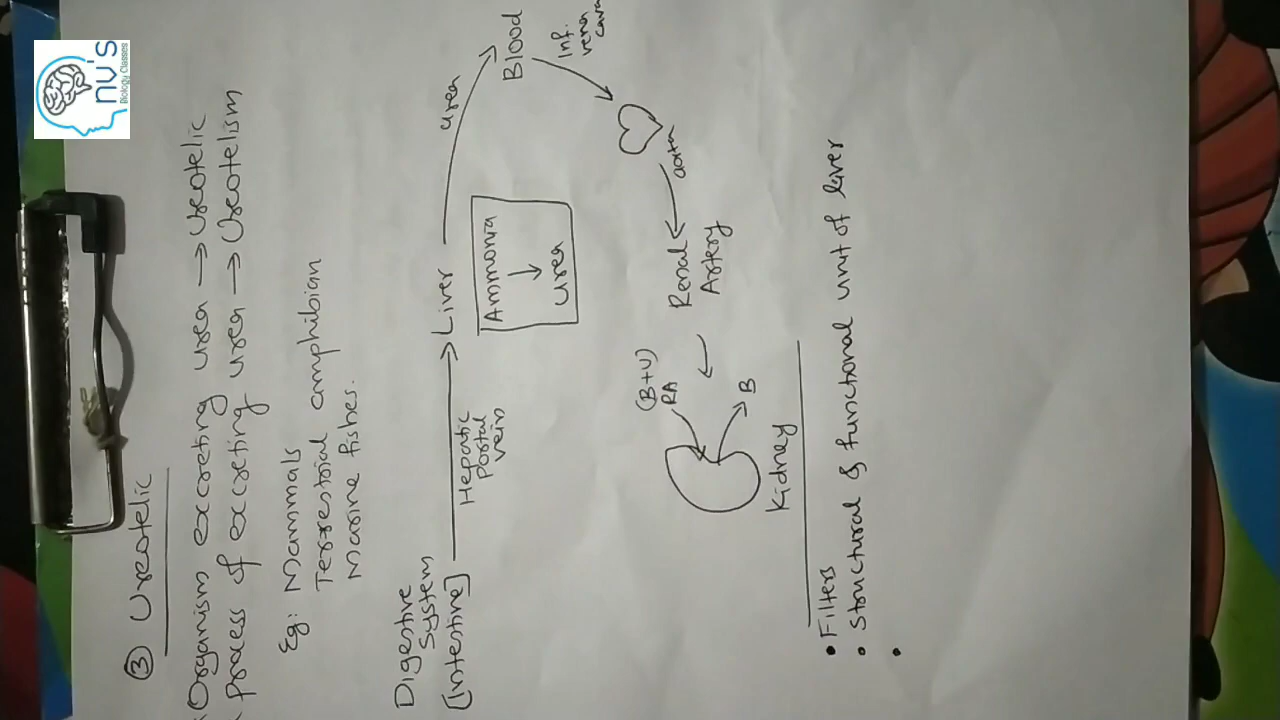 nu's
Biology Classes
③ Ureotelic
Organism excreting urea → Ureotelic
Process of excreting urea → Ureotelism
Eg: Mammals
Terrestrial amphibian
Marine fishes.
Digestive
System
[Intestine]
Hepatic
Portal
vein
Liver
Ammonia
↓
Urea
urea
Blood
Inf.
vena
cava
aorta
Renal
Artery
(B+U)
RA
B
Kidney
• Filters
• Structural & functional unit of liver
•